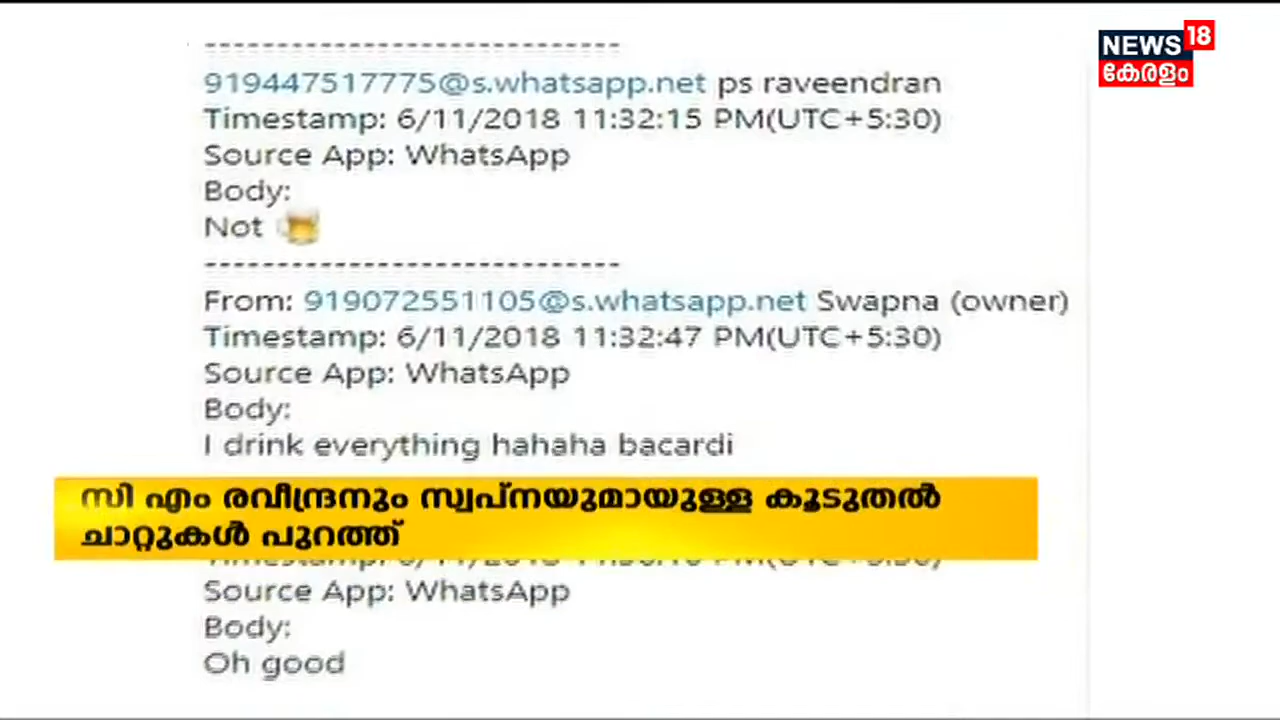 NEWS 18
കേരളം
------------------------------
919447517775@s.whatsapp.net ps raveendran
Timestamp: 6/11/2018 11:32:15 PM(UTC+5:30)
Source App: WhatsApp
Body:
Not 🍺
------------------------------
From: 919072551105@s.whatsapp.net Swapna (owner)
Timestamp: 6/11/2018 11:32:47 PM(UTC+5:30)
Source App: WhatsApp
Body:
I drink everything hahaha bacardi
സി എം രവീന്ദ്രനും സ്വപ്നയുമായുള്ള കൂടുതൽ
ചാറ്റുകൾ പുറത്ത്
Source App: WhatsApp
Body:
Oh good